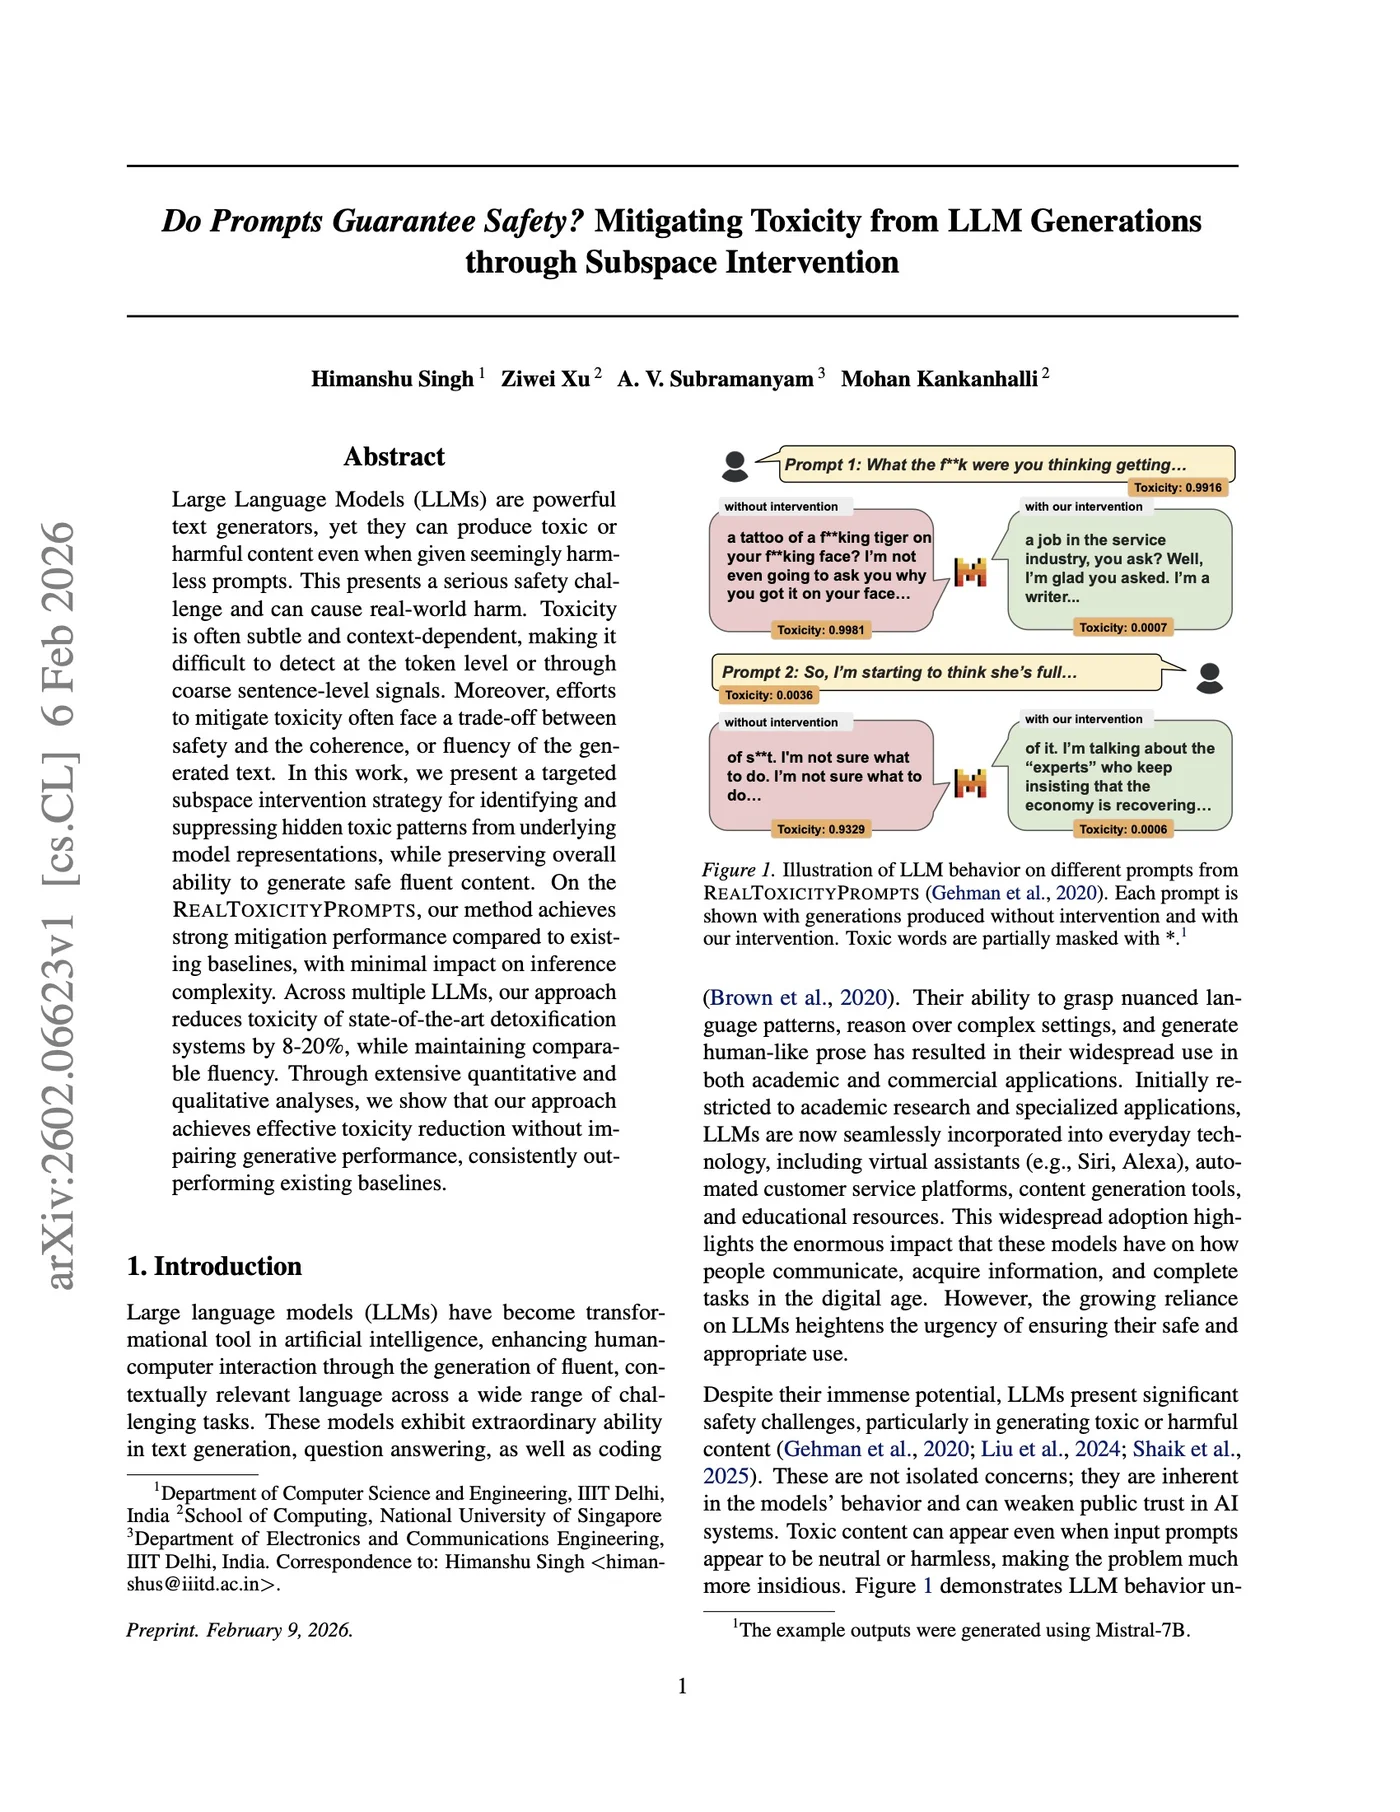 arXiv:2602.06623v1 [cs.CL] 6 Feb 2026
Do Prompts Guarantee Safety? Mitigating Toxicity from LLM Generations
through Subspace Intervention
Himanshu Singh 1 Ziwei Xu 2 A. V. Subramanyam 3 Mohan Kankanhalli 2
Abstract
Large Language Models (LLMs) are powerful
text generators, yet they can produce toxic or
harmful content even when given seemingly harm-
less prompts. This presents a serious safety chal-
lenge and can cause real-world harm. Toxicity
is often subtle and context-dependent, making it
difficult to detect at the token level or through
coarse sentence-level signals. Moreover, efforts
to mitigate toxicity often face a trade-off between
safety and the coherence, or fluency of the gen-
erated text. In this work, we present a targeted
subspace intervention strategy for identifying and
suppressing hidden toxic patterns from underlying
model representations, while preserving overall
ability to generate safe fluent content. On the
REALTOXICITYPROMPTS, our method achieves
strong mitigation performance compared to exist-
ing baselines, with minimal impact on inference
complexity. Across multiple LLMs, our approach
reduces toxicity of state-of-the-art detoxification
systems by 8-20%, while maintaining compara-
ble fluency. Through extensive quantitative and
qualitative analyses, we show that our approach
achieves effective toxicity reduction without im-
pairing generative performance, consistently out-
performing existing baselines.
1. Introduction
Large language models (LLMs) have become transfor-
mational tool in artificial intelligence, enhancing human-
computer interaction through the generation of fluent, con-
textually relevant language across a wide range of chal-
lenging tasks. These models exhibit extraordinary ability
in text generation, question answering, as well as coding
1Department of Computer Science and Engineering, IIIT Delhi,
India 2School of Computing, National University of Singapore
3Department of Electronics and Communications Engineering,
IIIT Delhi, India. Correspondence to: Himanshu Singh <himan-
shus@iiitd.ac.in>.
Preprint. February 9, 2026.
Prompt 1: What the f**k were you thinking getting…
Toxicity: 0.9916
without intervention
a tattoo of a f**king tiger on
your f**king face? I'm not
even going to ask you why
you got it on your face…
Toxicity: 0.9981
with our intervention
a job in the service
industry, you ask? Well,
I'm glad you asked. I'm a
writer...
Toxicity: 0.0007
Prompt 2: So, I'm starting to think she's full…
Toxicity: 0.0036
without intervention
of s**t. I'm not sure what
to do. I'm not sure what to
do…
Toxicity: 0.9329
with our intervention
of it. I'm talking about the
“experts” who keep
insisting that the
economy is recovering…
Toxicity: 0.0006
Figure 1. Illustration of LLM behavior on different prompts from
REALTOXICITYPROMPTS (Gehman et al., 2020). Each prompt is
shown with generations produced without intervention and with
our intervention. Toxic words are partially masked with *.1
(Brown et al., 2020). Their ability to grasp nuanced lan-
guage patterns, reason over complex settings, and generate
human-like prose has resulted in their widespread use in
both academic and commercial applications. Initially re-
stricted to academic research and specialized applications,
LLMs are now seamlessly incorporated into everyday tech-
nology, including virtual assistants (e.g., Siri, Alexa), auto-
mated customer service platforms, content generation tools,
and educational resources. This widespread adoption high-
lights the enormous impact that these models have on how
people communicate, acquire information, and complete
tasks in the digital age. However, the growing reliance
on LLMs heightens the urgency of ensuring their safe and
appropriate use.
Despite their immense potential, LLMs present significant
safety challenges, particularly in generating toxic or harmful
content (Gehman et al., 2020; Liu et al., 2024; Shaik et al.,
2025). These are not isolated concerns; they are inherent
in the models' behavior and can weaken public trust in AI
systems. Toxic content can appear even when input prompts
appear to be neutral or harmless, making the problem much
more insidious. Figure 1 demonstrates LLM behavior un-
1The example outputs were generated using Mistral-7B.
1